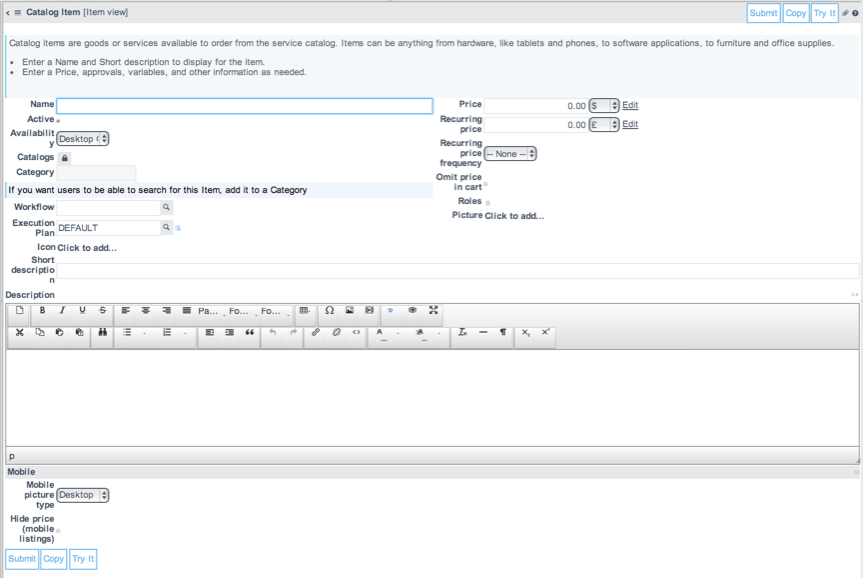 Catalog Item [Item view]
Submit Copy Try It
Catalog items are goods or services available to order from the service catalog. Items can be anything from hardware, like tablets and phones, to software applications, to furniture and office supplies.
Enter a Name and Short description to display for the item.
Enter a Price, approvals, variables, and other information as needed.
Name
Active
Availabilit
y
Desktop
Catalogs
Category
If you want users to be able to search for this Item, add it to a Category
Workflow
Execution
Plan
DEFAULT
Icon Click to add...
Short
descriptio
n
Price 0.00 $ Edit
Recurring
price
0.00 £ Edit
Recurring
price
frequency
-- None --
Omit price
in cart
Roles
Picture Click to add...
Description
B I U S Pa... Fo... Fo... Ω
“ <> A A Tx ¶ x₂ x²
p
Mobile
Mobile
picture
type
Desktop
Hide price
(mobile
listings)
Submit Copy Try It